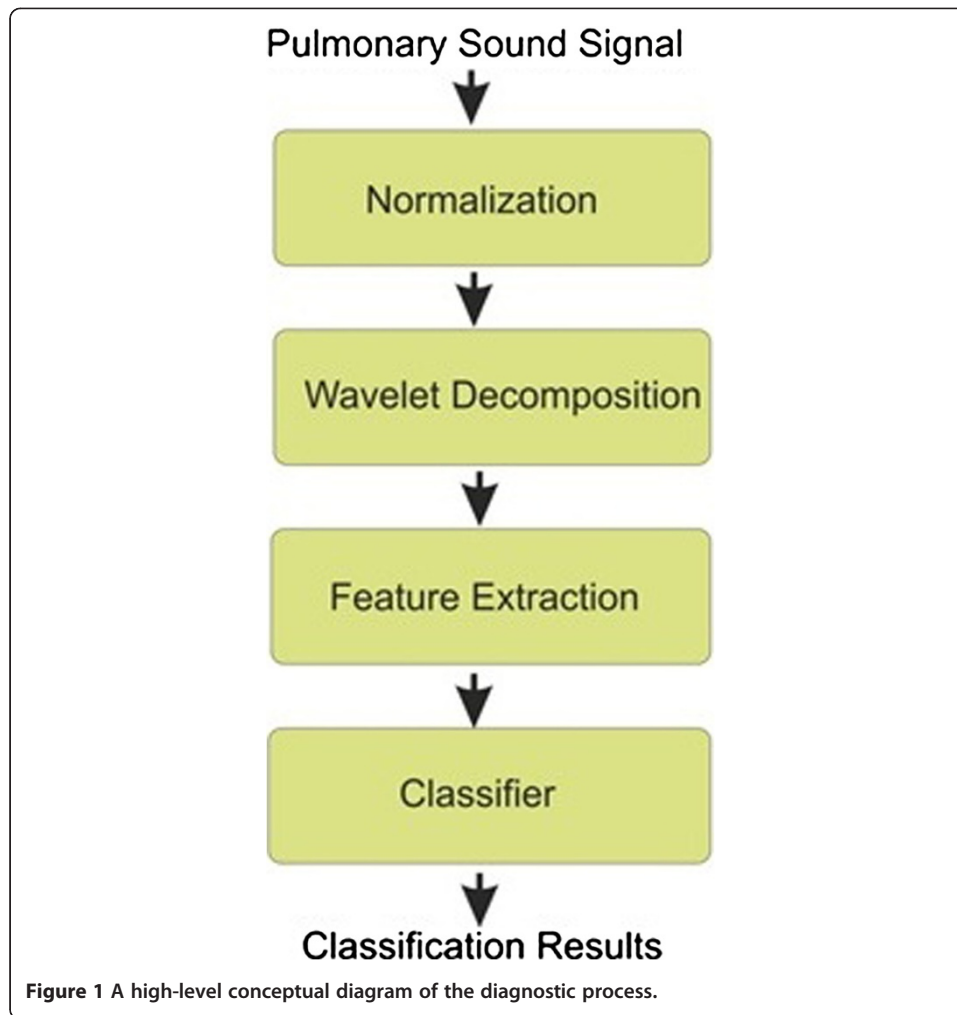 Pulmonary Sound Signal
Normalization
Wavelet Decomposition
Feature Extraction
Classifier
Classification Results
Figure 1 A high-level conceptual diagram of the diagnostic process.